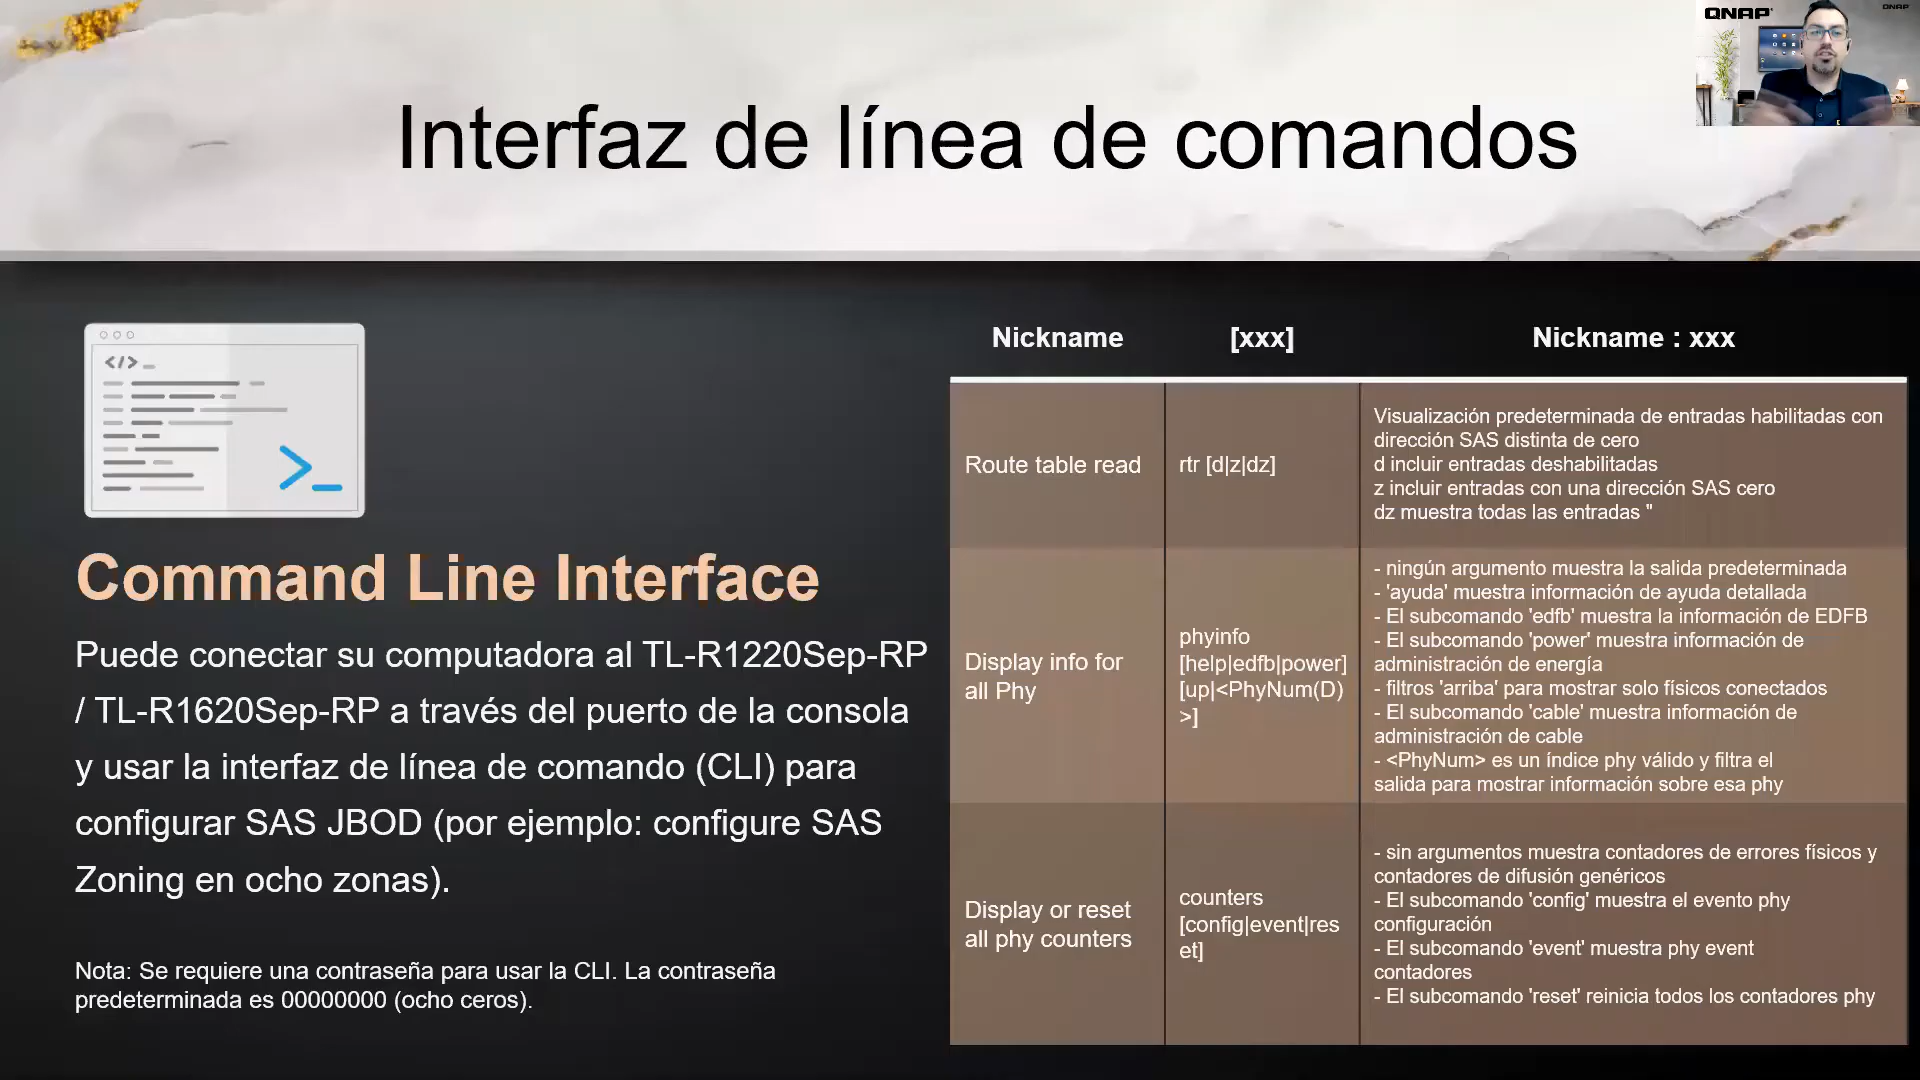 QNAP
QNAP
Interfaz de línea de comandos
</>_
>_
Command Line Interface
Puede conectar su computadora al TL-R1220Sep-RP
/ TL-R1620Sep-RP a través del puerto de la consola
y usar la interfaz de línea de comando (CLI) para
configurar SAS JBOD (por ejemplo: configure SAS
Zoning en ocho zonas).
Nota: Se requiere una contraseña para usar la CLI. La contraseña
predeterminada es 00000000 (ocho ceros).
Nickname [xxx] Nickname : xxx
Route table read
rtr [d|z|dz]
Visualización predeterminada de entradas habilitadas con
dirección SAS distinta de cero
d incluir entradas deshabilitadas
z incluir entradas con una dirección SAS cero
dz muestra todas las entradas "
Display info for
all Phy
phyinfo
[help|edfb|power]
[up|<PhyNum(D)
>]
- ningún argumento muestra la salida predeterminada
- 'ayuda' muestra información de ayuda detallada
- El subcomando 'edfb' muestra la información de EDFB
- El subcomando 'power' muestra información de
administración de energía
- filtros 'arriba' para mostrar solo físicos conectados
- El subcomando 'cable' muestra información de
administración de cable
- <PhyNum> es un índice phy válido y filtra el
salida para mostrar información sobre esa phy
Display or reset
all phy counters
counters
[config|event|res
et]
- sin argumentos muestra contadores de errores físicos y
contadores de difusión genéricos
- El subcomando 'config' muestra el evento phy
configuración
- El subcomando 'event' muestra phy event
contadores
- El subcomando 'reset' reinicia todos los contadores phy